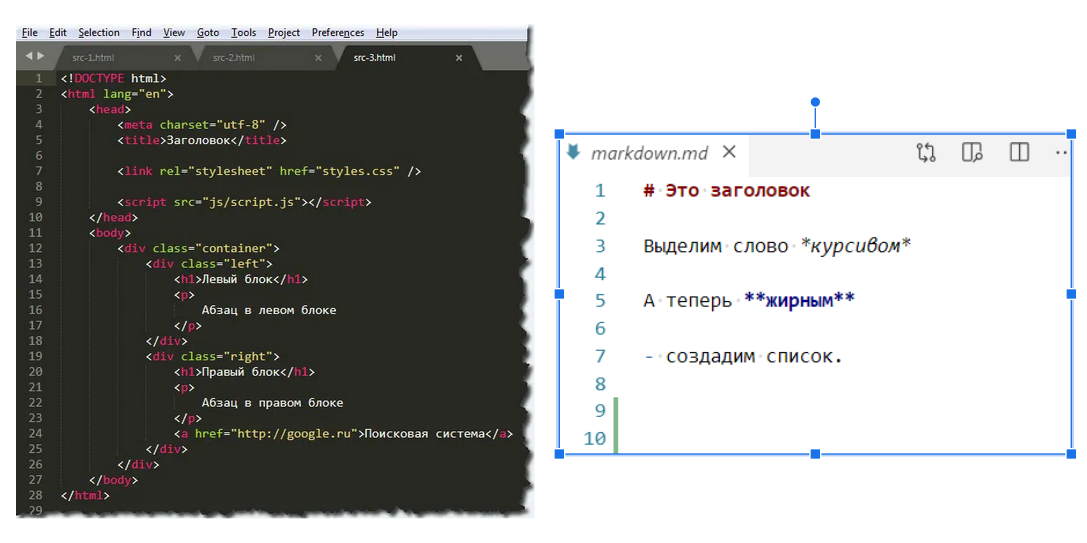 File Edit Selection Find View Goto Tools Project Preferences Help
src-1.html × src-2.html × src-3.html ×
1 <!DOCTYPE html>
2 <html lang="en">
3 <head>
4 <meta charset="utf-8" />
5 <title>Заголовок</title>
6
7 <link rel="stylesheet" href="styles.css" />
8
9 <script src="js/script.js"></script>
10 </head>
11 <body>
12 <div class="container">
13 <div class="left">
14 <h1>Левый блок</h1>
15 <p>
16 Абзац в левом блоке
17 </p>
18 </div>
19 <div class="right">
20 <h1>Правый блок</h1>
21 <p>
22 Абзац в правом блоке
23 </p>
24 <a href="http://google.ru">Поисковая система</a>
25 </div>
26 </div>
27 </body>
28 </html>
29
markdown.md ×
1 # Это заголовок
2
3 Выделим слово *курсивом*
4
5 А теперь **жирным**
6
7 - создадим список.
8
9
10